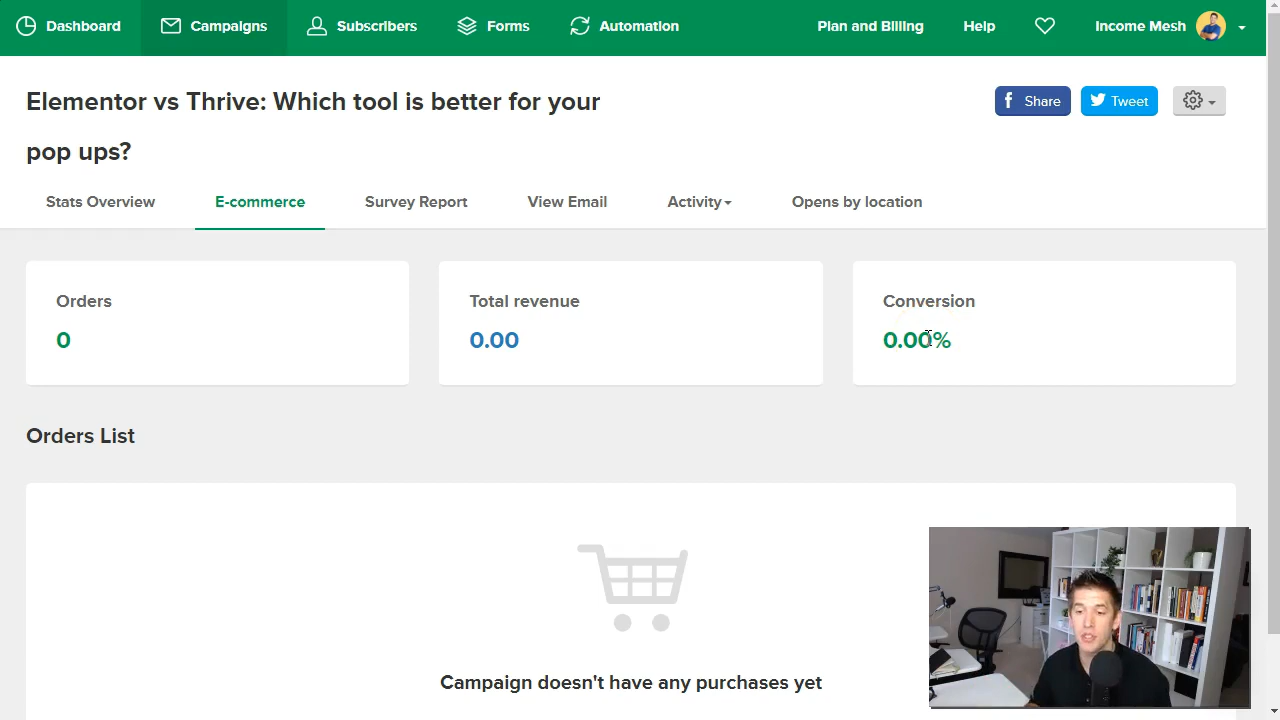 Dashboard Campaigns Subscribers Forms Automation Plan and Billing Help Income Mesh
Elementor vs Thrive: Which tool is better for your
pop ups?
f Share Tweet
Stats Overview E-commerce Survey Report View Email Activity Opens by location
Orders Total revenue Conversion
0 0.00 0.00%
Orders List
Campaign doesn't have any purchases yet